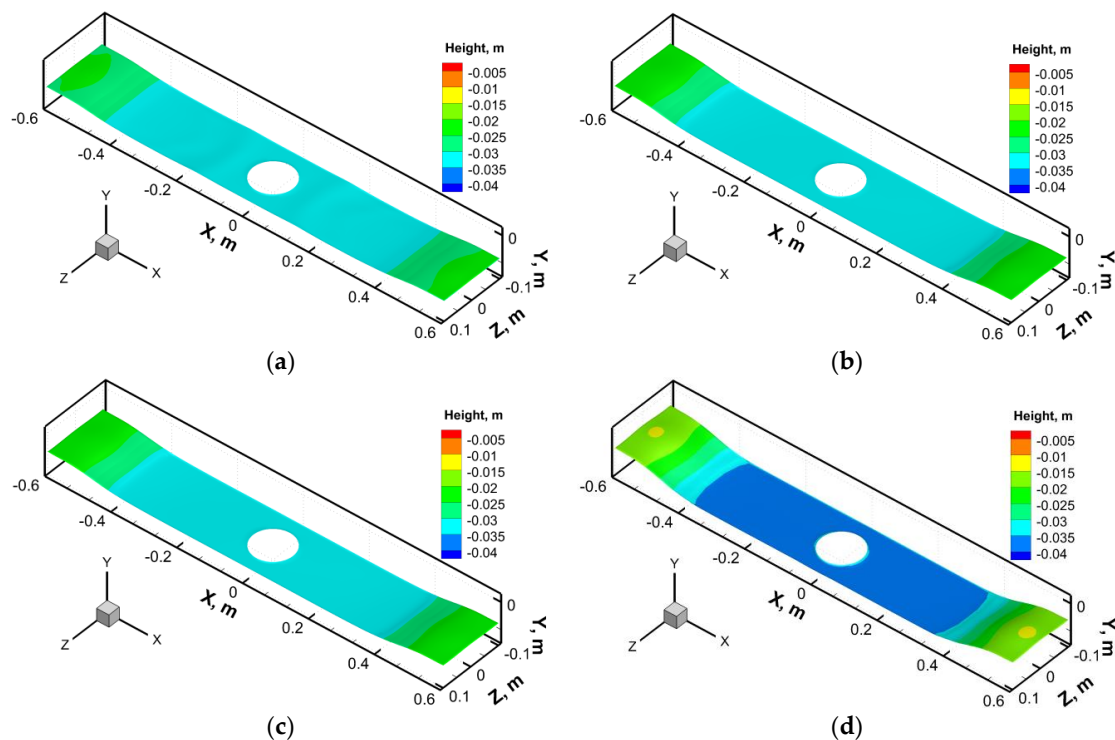 Height, m
-0.005
-0.01
-0.015
-0.02
-0.025
-0.03
-0.035
-0.04
-0.6
-0.4
-0.2
0
0.2
0.4
0.6
X, m
0
-0.1
Y, m
-0.1
0
0.1
Z, m
Y
Z
X
(a)
Height, m
-0.005
-0.01
-0.015
-0.02
-0.025
-0.03
-0.035
-0.04
-0.6
-0.4
-0.2
0
0.2
0.4
0.6
X, m
0
-0.1
Y, m
0
0.1
Z, m
Y
Z
X
(b)
Height, m
-0.005
-0.01
-0.015
-0.02
-0.025
-0.03
-0.035
-0.04
-0.6
-0.4
-0.2
0
0.2
0.4
0.6
X, m
0
-0.1
Y, m
0
0.1
Z, m
Y
Z
X
(c)
Height, m
-0.005
-0.01
-0.015
-0.02
-0.025
-0.03
-0.035
-0.04
-0.6
-0.4
-0.2
0
0.2
0.4
0.6
X, m
0
-0.1
Y, m
0
0.1
Z, m
Y
Z
X
(d)